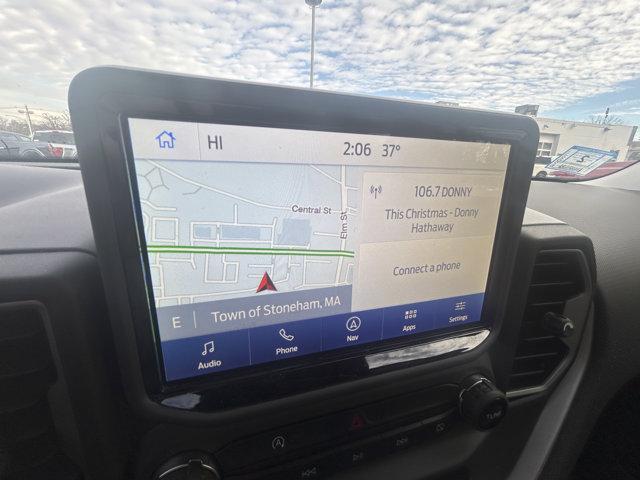 HI
2:06 37°
Central St
Elm St
106.7 DONNY
This Christmas - Donny
Hathaway
Connect a phone
E | Town of Stoneham, MA
Audio
Phone
Nav
Apps
Settings
TUNE